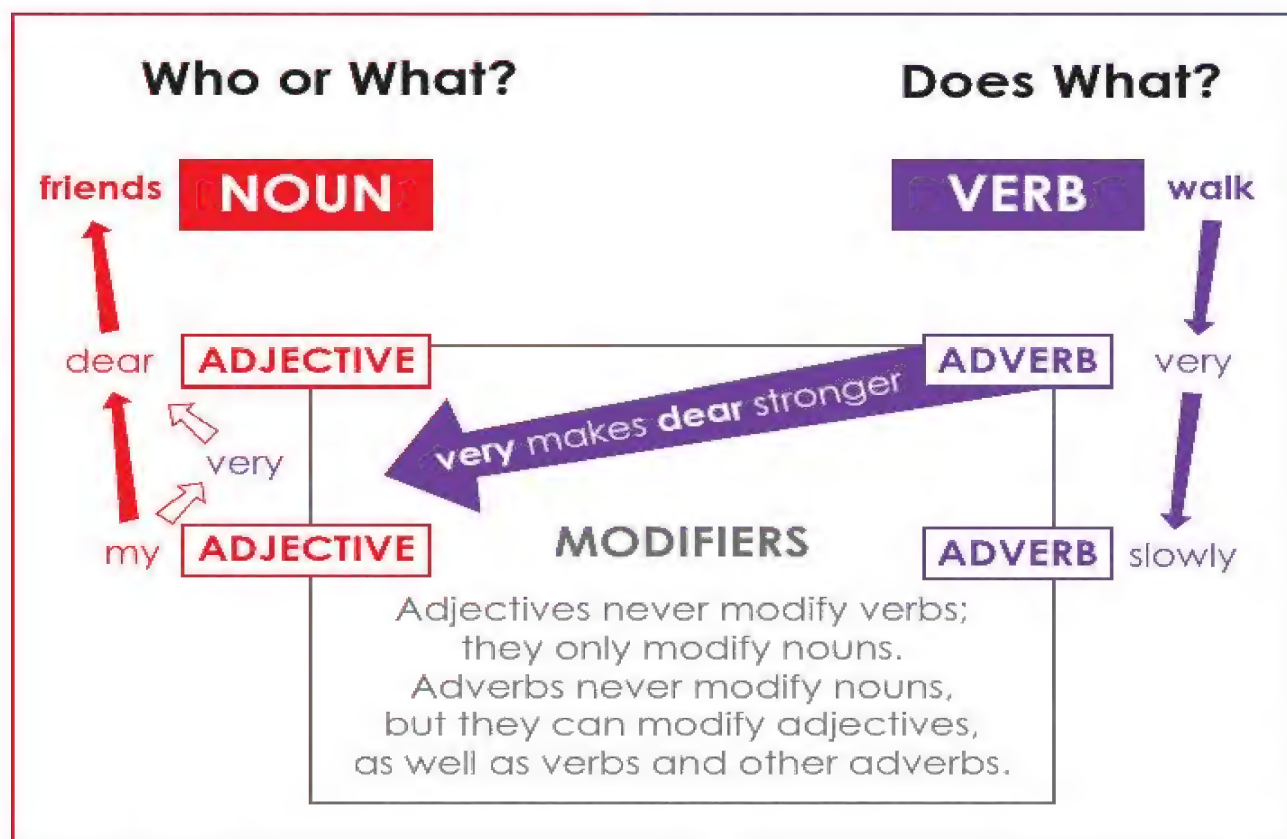 Who or What?
Does What?
friends NOUN
VERB walk
dear ADJECTIVE
ADVERB very
very makes dear stronger
very
my ADJECTIVE
MODIFIERS
ADVERB slowly
Adjectives never modify verbs;
they only modify nouns.
Adverbs never modify nouns,
but they can modify adjectives,
as well as verbs and other adverbs.